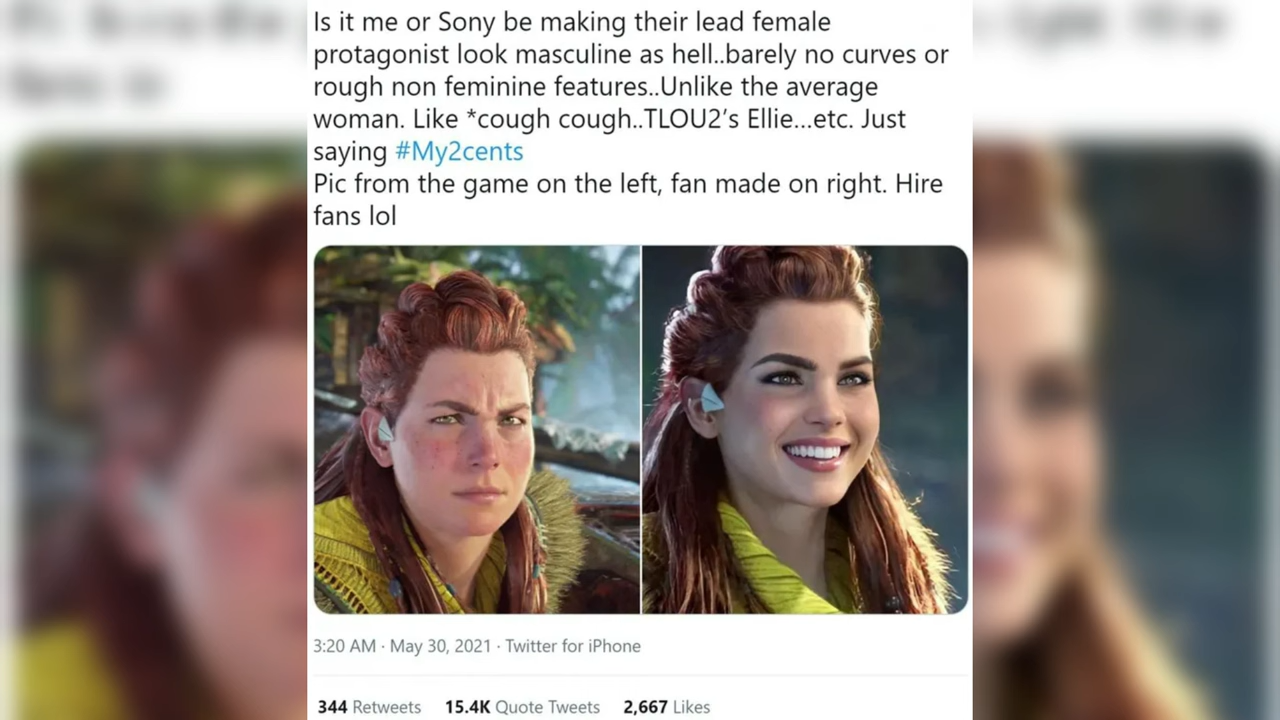 Is it me or Sony be making their lead female
protagonist look masculine as hell..barely no curves or
rough non feminine features..Unlike the average
woman. Like *cough cough..TLOU2's Ellie...etc. Just
saying #My2cents
Pic from the game on the left, fan made on right. Hire
fans lol
3:20 AM · May 30, 2021 · Twitter for iPhone
344 Retweets 15.4K Quote Tweets 2,667 Likes